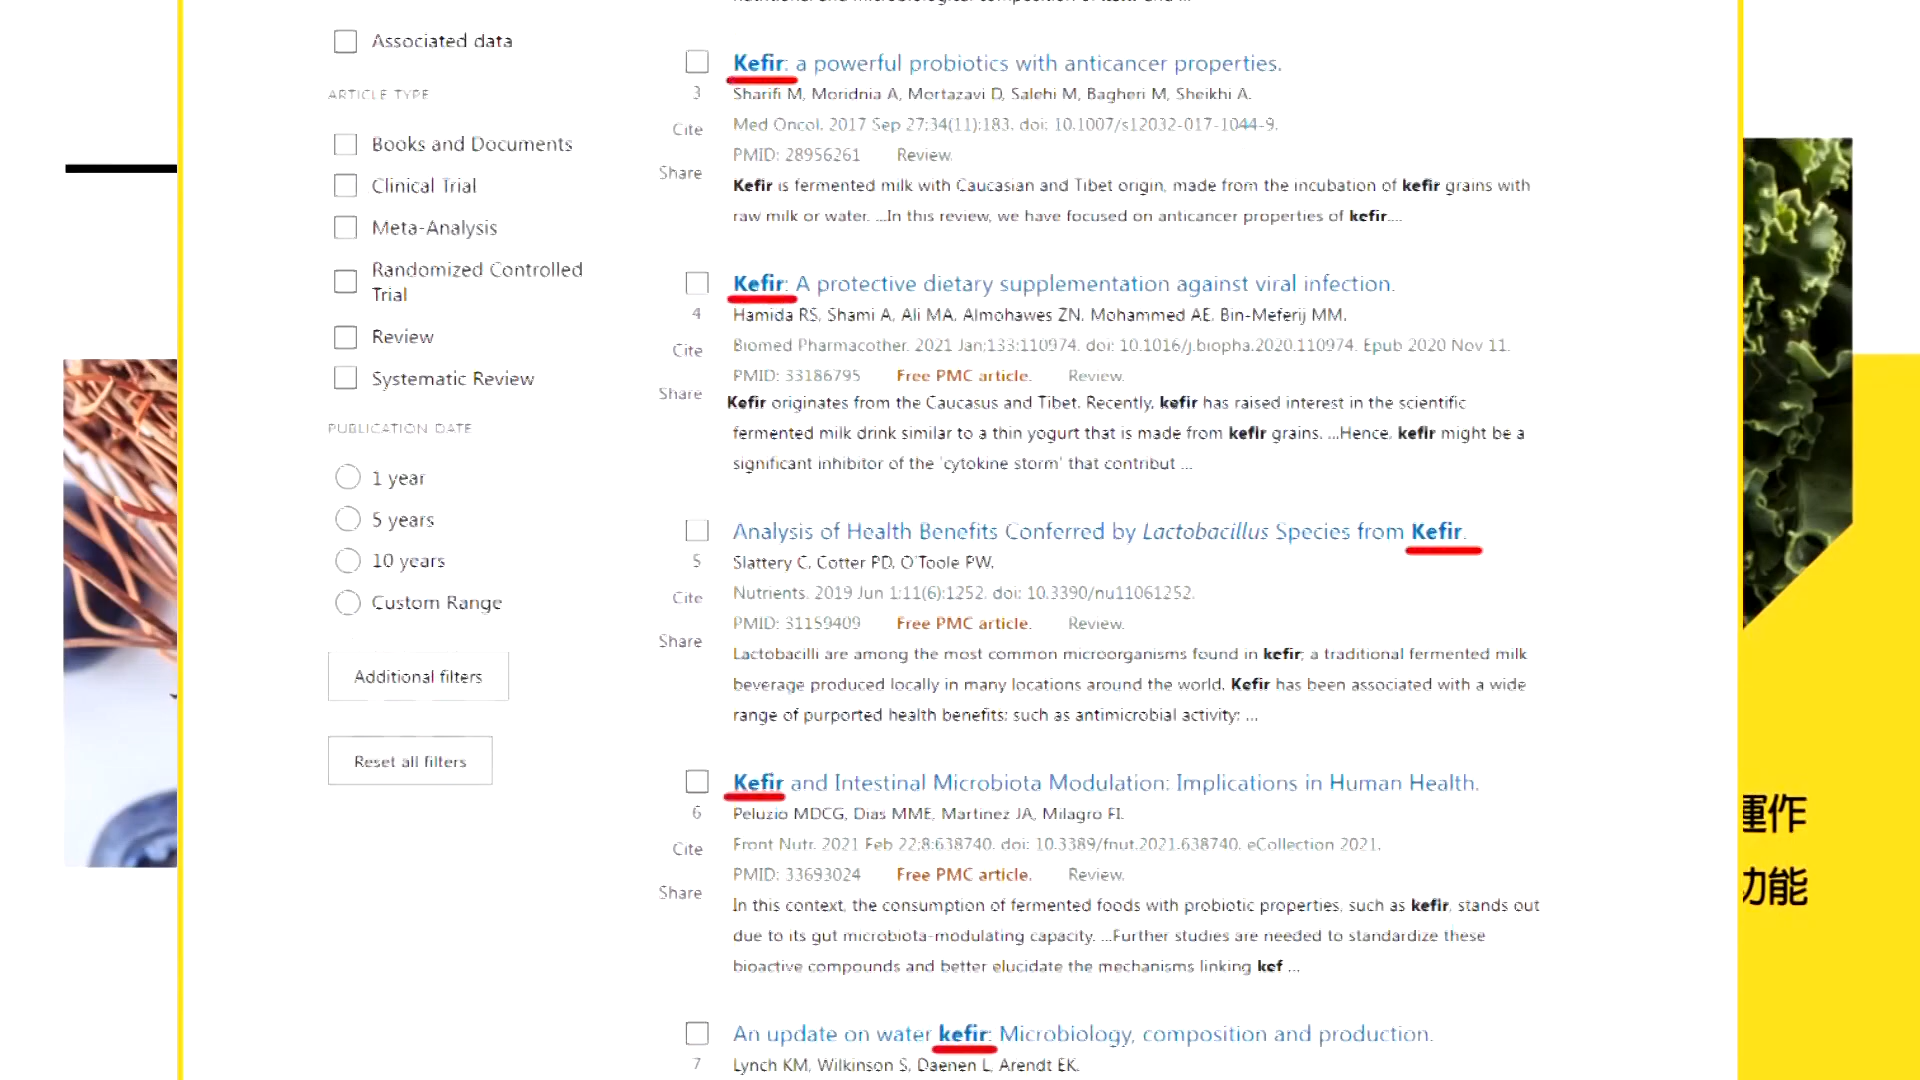 Associated data
ARTICLE TYPE
Books and Documents
Clinical Trial
Meta-Analysis
Randomized Controlled
Trial
Review
Systematic Review
PUBLICATION DATE
1 year
5 years
10 years
Custom Range
Additional filters
Reset all filters
Kefir: a powerful probiotics with anticancer properties.
3
Sharifi M, Moridnia A, Mortazavi D, Salehi M, Bagheri M, Sheikhi A.
Cite
Med Oncol. 2017 Sep 27;34(11):183. doi: 10.1007/s12032-017-1044-9.
PMID: 28956261 Review.
Share
Kefir is fermented milk with Caucasian and Tibet origin, made from the incubation of kefir grains with
raw milk or water. ...In this review, we have focused on anticancer properties of kefir....
Kefir: A protective dietary supplementation against viral infection.
4
Hamida RS, Shami A, Ali MA, Almohawes ZN, Mohammed AE, Bin-Meferij MM.
Cite
Biomed Pharmacother. 2021 Jan;133:110974. doi: 10.1016/j.biopha.2020.110974. Epub 2020 Nov 11.
PMID: 33186795 Free PMC article. Review.
Share
Kefir originates from the Caucasus and Tibet. Recently, kefir has raised interest in the scientific
fermented milk drink similar to a thin yogurt that is made from kefir grains. ...Hence, kefir might be a
significant inhibitor of the 'cytokine storm' that contribut ...
Analysis of Health Benefits Conferred by Lactobacillus Species from Kefir.
5
Slattery C, Cotter PD, O'Toole PW.
Cite
Nutrients. 2019 Jun 1;11(6):1252. doi: 10.3390/nu11061252.
PMID: 31159409 Free PMC article. Review.
Share
Lactobacilli are among the most common microorganisms found in kefir; a traditional fermented milk
beverage produced locally in many locations around the world. Kefir has been associated with a wide
range of purported health benefits; such as antimicrobial activity; ...
Kefir and Intestinal Microbiota Modulation: Implications in Human Health.
6
Peluzio MDCG, Dias MME, Martinez JA, Milagro FI.
Cite
Front Nutr. 2021 Feb 22;8:638740. doi: 10.3389/fnut.2021.638740. eCollection 2021.
PMID: 33693024 Free PMC article. Review.
Share
In this context, the consumption of fermented foods with probiotic properties, such as kefir, stands out
due to its gut microbiota-modulating capacity. ...Further studies are needed to standardize these
bioactive compounds and better elucidate the mechanisms linking kef ...
An update on water kefir: Microbiology, composition and production.
7
Lynch KM, Wilkinson S, Daenen L, Arendt EK.
運作
功能